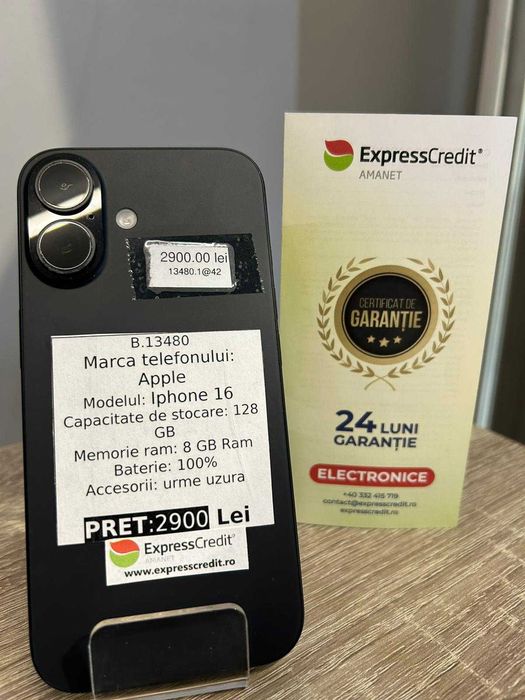 2900.00 lei
13480.1@42
B.13480
Marca telefonului:
Apple
Modelul: Iphone 16
Capacitate de stocare: 128
GB
Memorie ram: 8 GB Ram
Baterie: 100%
Accesorii: urme uzura
PRET:2900 Lei
ExpressCredit®
AMANET
www.expresscredit.ro
ExpressCredit®
AMANET
CERTIFICAT DE
GARANȚIE
24 LUNI
GARANȚIE
ELECTRONICE
+40 332 415 719
contact@expresscredit.ro
expresscredit.ro